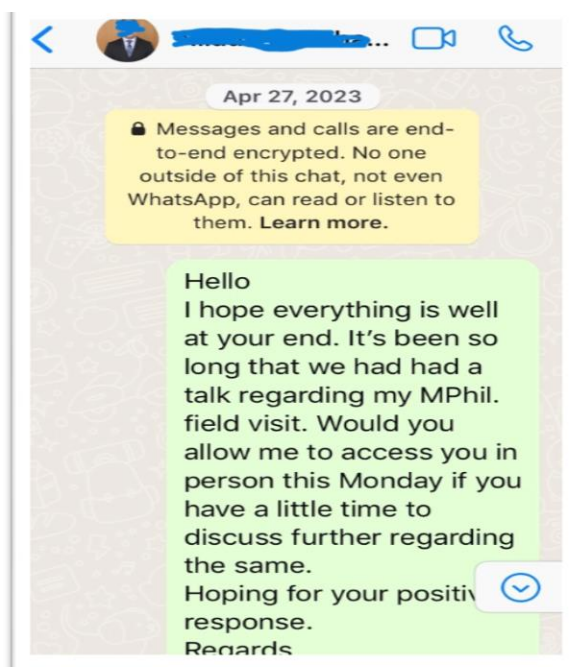 Apr 27, 2023
Messages and calls are end-
to-end encrypted. No one
outside of this chat, not even
WhatsApp, can read or listen to
them. Learn more.
Hello
I hope everything is well
at your end. It's been so
long that we had had a
talk regarding my MPhil.
field visit. Would you
allow me to access you in
person this Monday if you
have a little time to
discuss further regarding
the same.
Hoping for your
response.
Regards